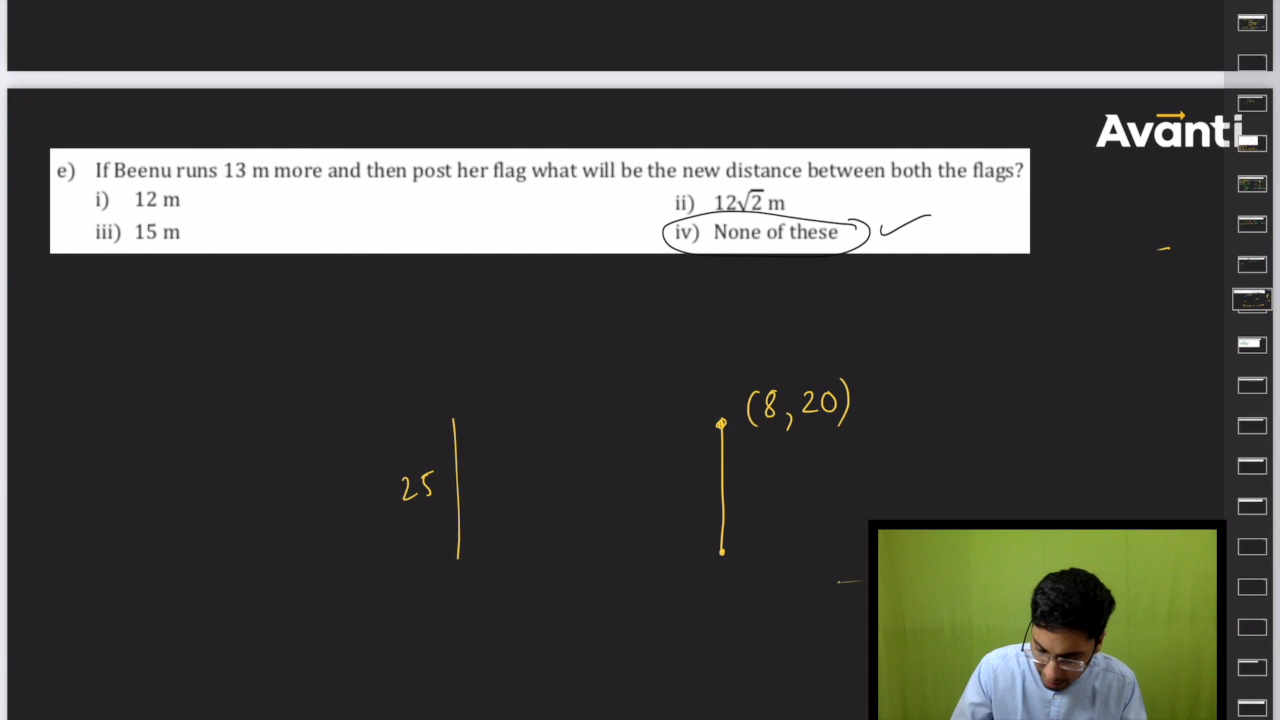 Avanti
e) If Beenu runs 13 m more and then post her flag what will be the new distance between both the flags?
i) 12 m
ii) 12√2 m
iii) 15 m
iv) None of these
(8, 20)
25